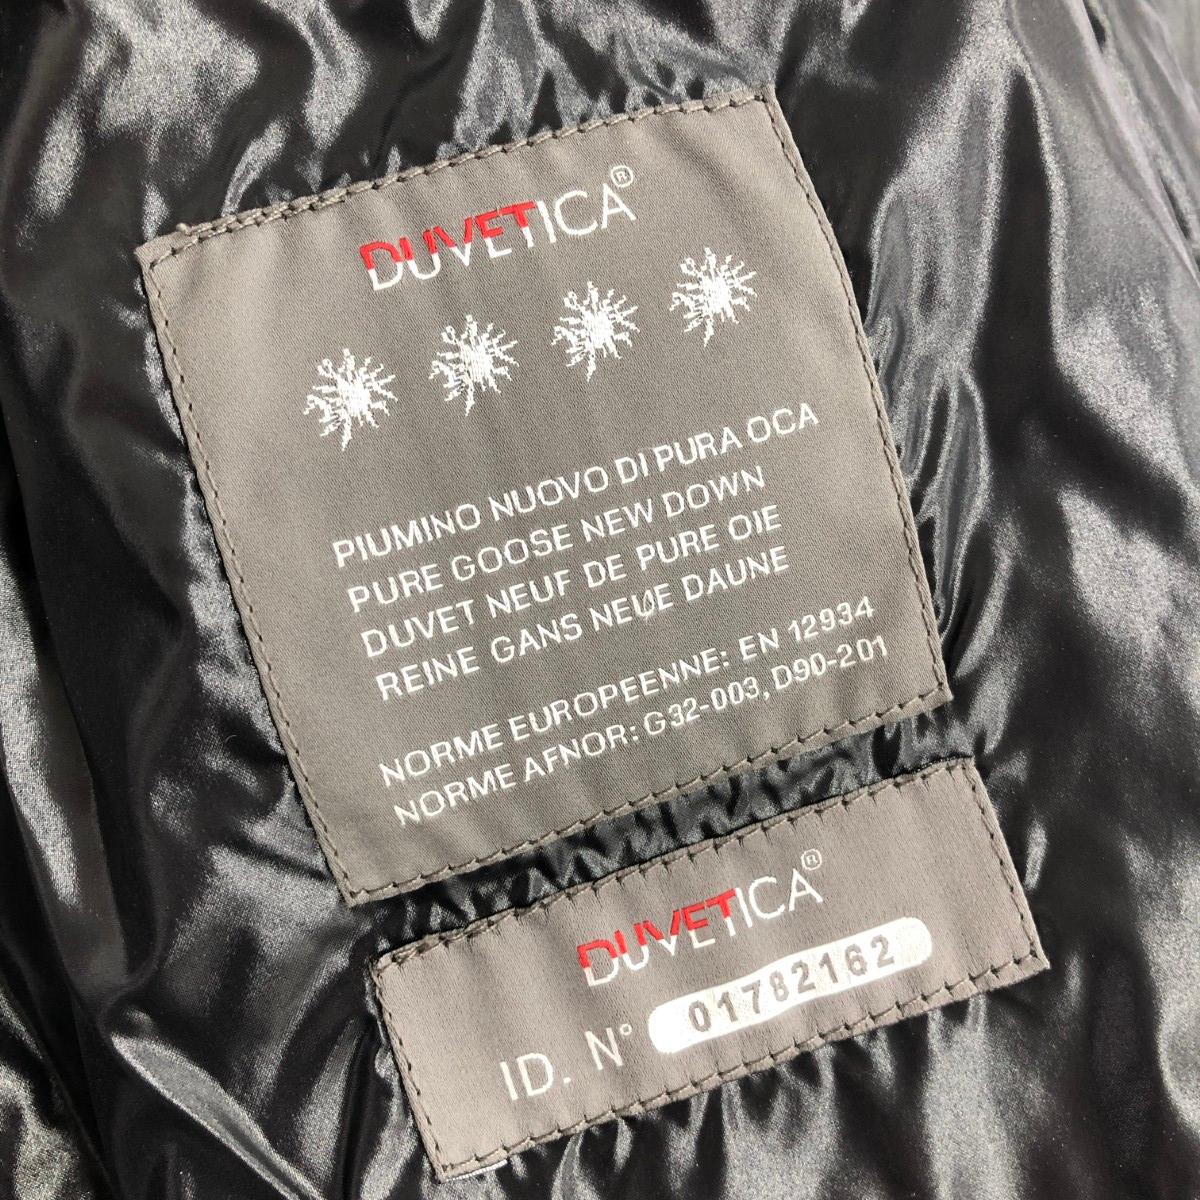 DUVETICA®
PIUMINO NUOVO DI PURA OCA
PURE GOOSE NEW DOWN
DUVET NEUF DE PURE OIE
REINE GANS NEUE DAUNE
NORME EUROPEENNE: EN 12934
NORME AFNOR: G32-003, D90-201
DUVETICA®
ID. N° 01782162